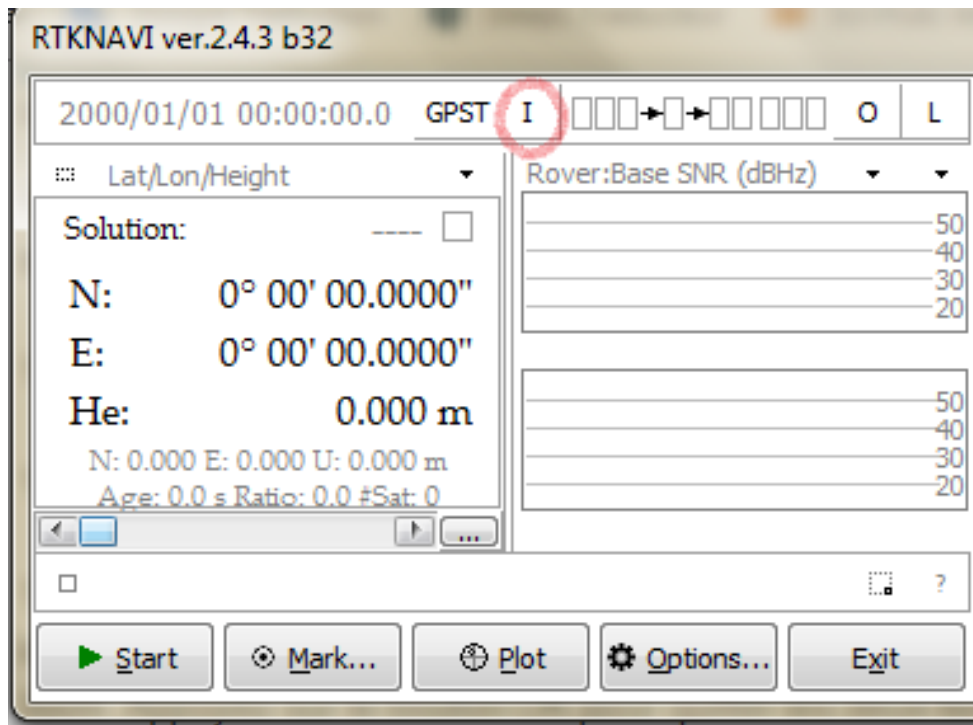 RTKNAVI ver.2.4.3 b32
2000/01/01 00:00:00.0 GPST I O L
Lat/Lon/Height
Rover:Base SNR (dBHz)
Solution: ----
N: 0° 00' 00.0000"
E: 0° 00' 00.0000"
He: 0.000 m
N: 0.000 E: 0.000 U: 0.000 m
Age: 0.0 s Ratio: 0.0 #Sat: 0
...
50
40
30
20
50
40
30
20
?
Start Mark... Plot Options... Exit